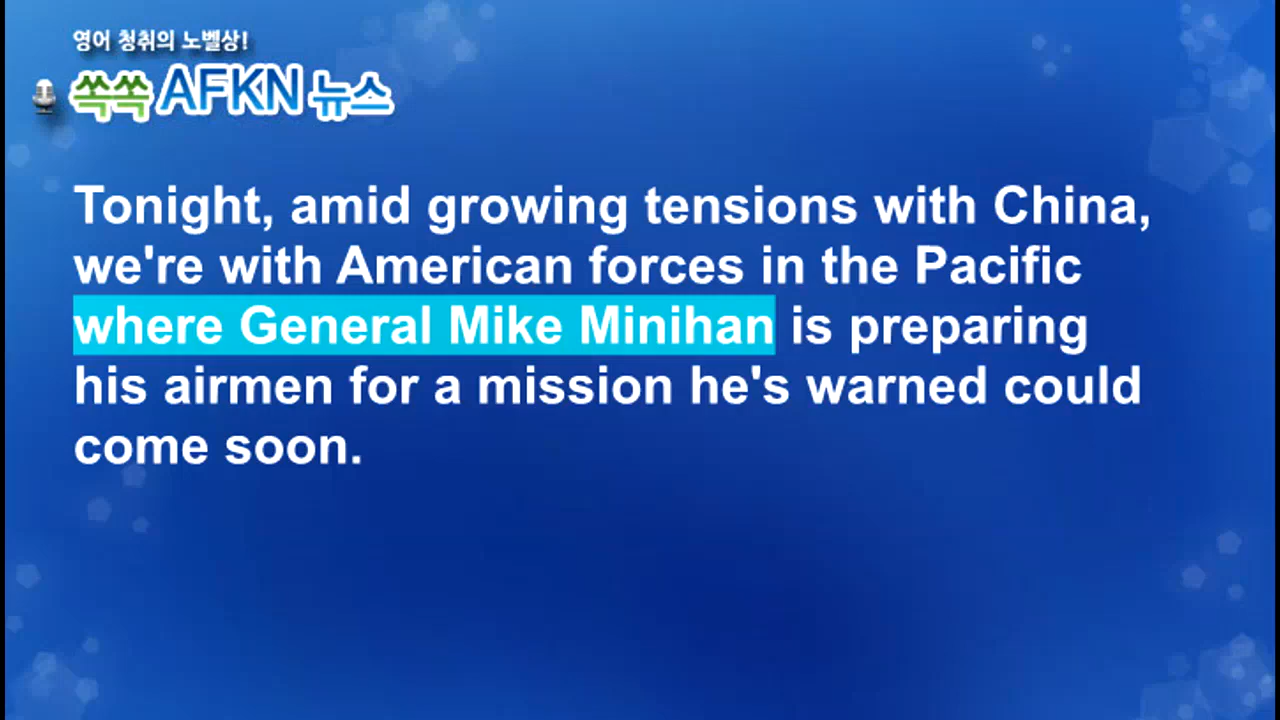 영어 청취의 노벨상!
쏙쏙 AFKN 뉴스
Tonight, amid growing tensions with China,
we're with American forces in the Pacific
where General Mike Minihan is preparing
his airmen for a mission he's warned could
come soon.